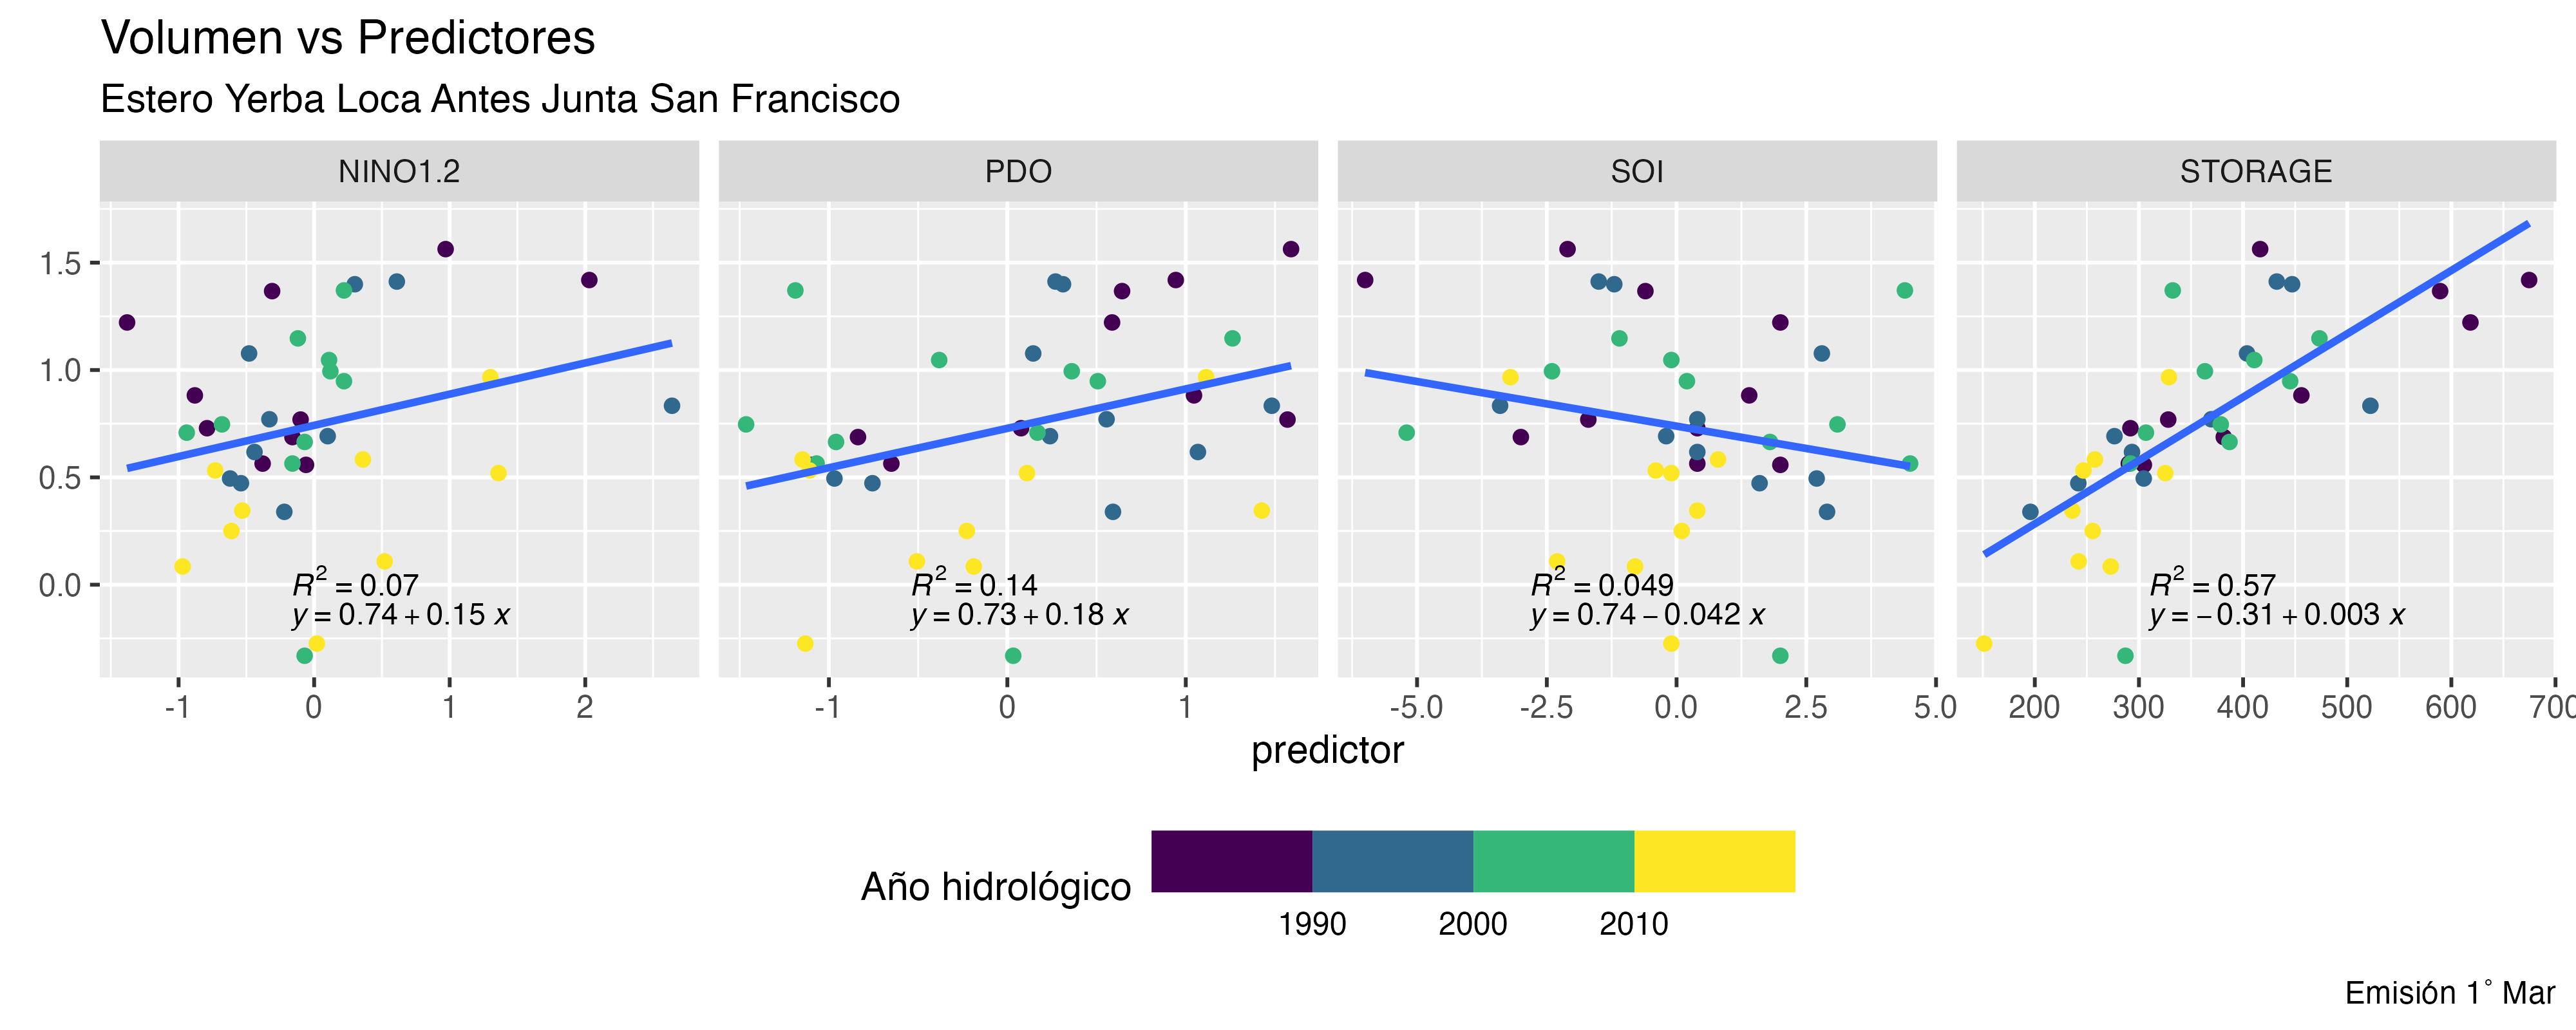 Volumen vs Predictores
Estero Yerba Loca Antes Junta San Francisco
NINO1.2 PDO SOI STORAGE
1.5
1.0
0.5
0.0
R² = 0.07 R² = 0.14 R² = 0.049 R² = 0.57
y = 0.74 + 0.15 x y = 0.73 + 0.18 x y = 0.74 − 0.042 x y = −0.31 + 0.003 x
-1 0 1 2 -1 0 1 -5.0 -2.5 0.0 2.5 5.0 200 300 400 500 600 700
predictor
Año hidrológico
1990 2000 2010
Emisión 1° Mar